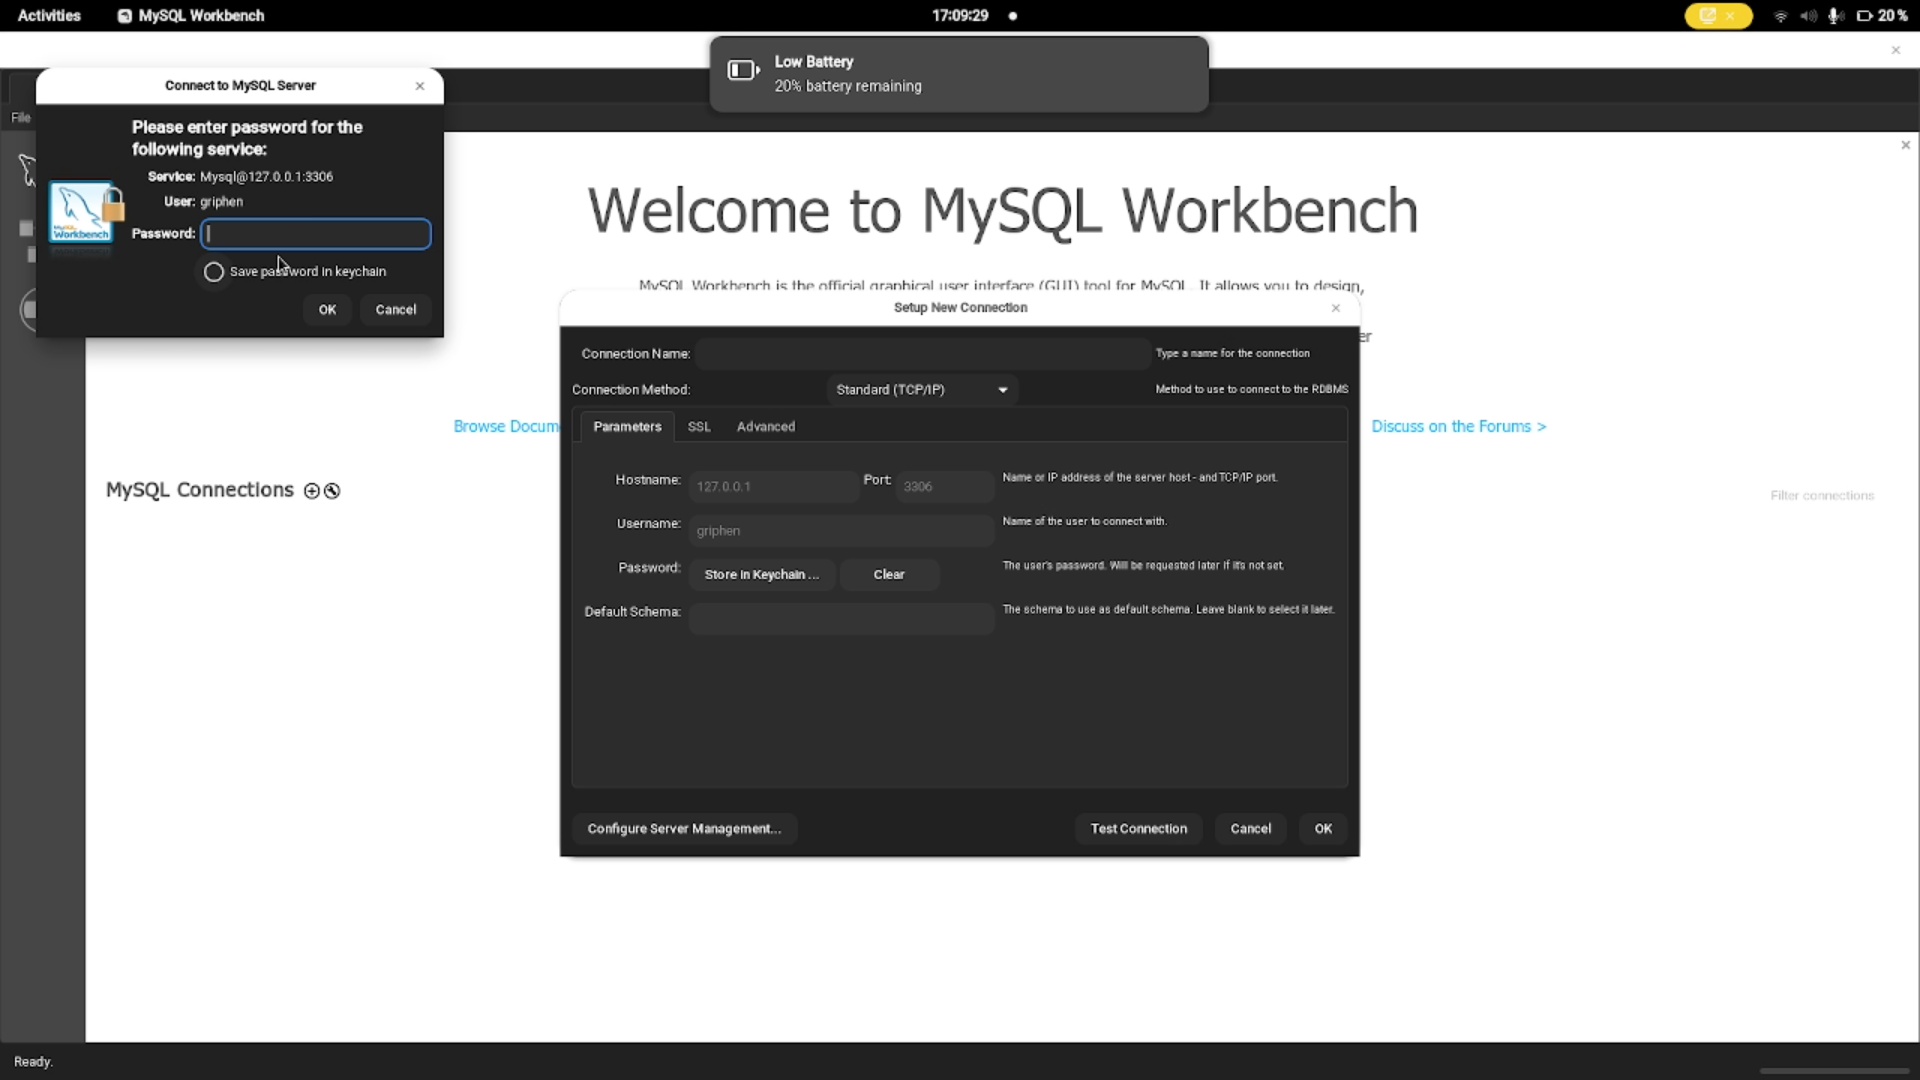 Activities
MySQL Workbench
17:09:29
20 %
Low Battery
20% battery remaining
Connect to MySQL Server
File
Please enter password for the
following service:
Service: Mysql@127.0.0.1:3306
User: griphen
Password:
Save password in keychain
OK
Cancel
Workbench
Welcome to MySQL Workbench
MySQL Workbench is the official graphical user interface (GUI) tool for MySQL. It allows you to design,
er
Browse Docum
Discuss on the Forums >
MySQL Connections
Filter connections
Setup New Connection
Connection Name:
Type a name for the connection
Connection Method:
Standard (TCP/IP)
Method to use to connect to the RDBMS
Parameters
SSL
Advanced
Hostname:
127.0.0.1
Port:
3306
Name or IP address of the server host - and TCP/IP port.
Username:
griphen
Name of the user to connect with.
Password:
Store in Keychain ...
Clear
The user's password. Will be requested later if it's not set.
Default Schema:
The schema to use as default schema. Leave blank to select it later.
Configure Server Management...
Test Connection
Cancel
OK
Ready.